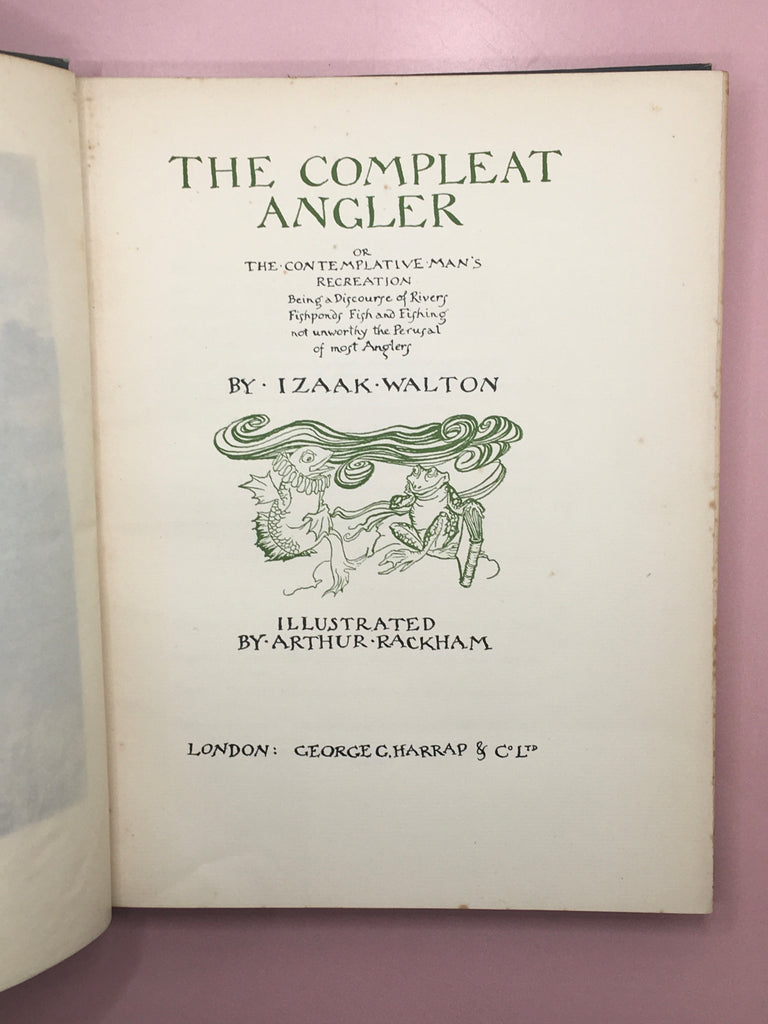 THE COMPLEAT
ANGLER
OR
THE·CONTEMPLATIVE·MAN'S
RECREATION
Being a Discourse of Rivers
Fishponds Fish and Fishing
not unworthy the Perusal
of most Anglers
BY·IZAAK·WALTON
ILLUSTRATED
BY·ARTHUR·RACKHAM
LONDON: GEORGE G. HARRAP & Cº LTD